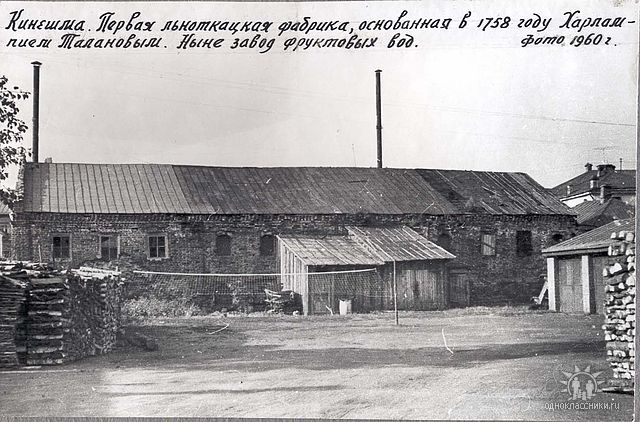 Кинешма. Первая льноткацкая фабрика, основанная в 1758 году Харлам-
пием Талановым. Ныне завод фруктовых вод. фото 1960 г.
одноклассники.ru